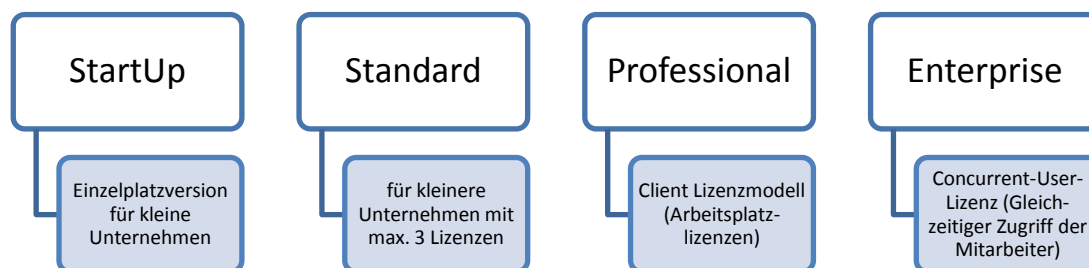 StartUp
Einzelplatzversion
für kleine
Unternehmen
Standard
für kleinere
Unternehmen mit
max. 3 Lizenzen
Professional
Client Lizenzmodell
(Arbeitsplatz-
lizenzen)
Enterprise
Concurrent-User-
Lizenz (Gleich-
zeitiger Zugriff der
Mitarbeiter)